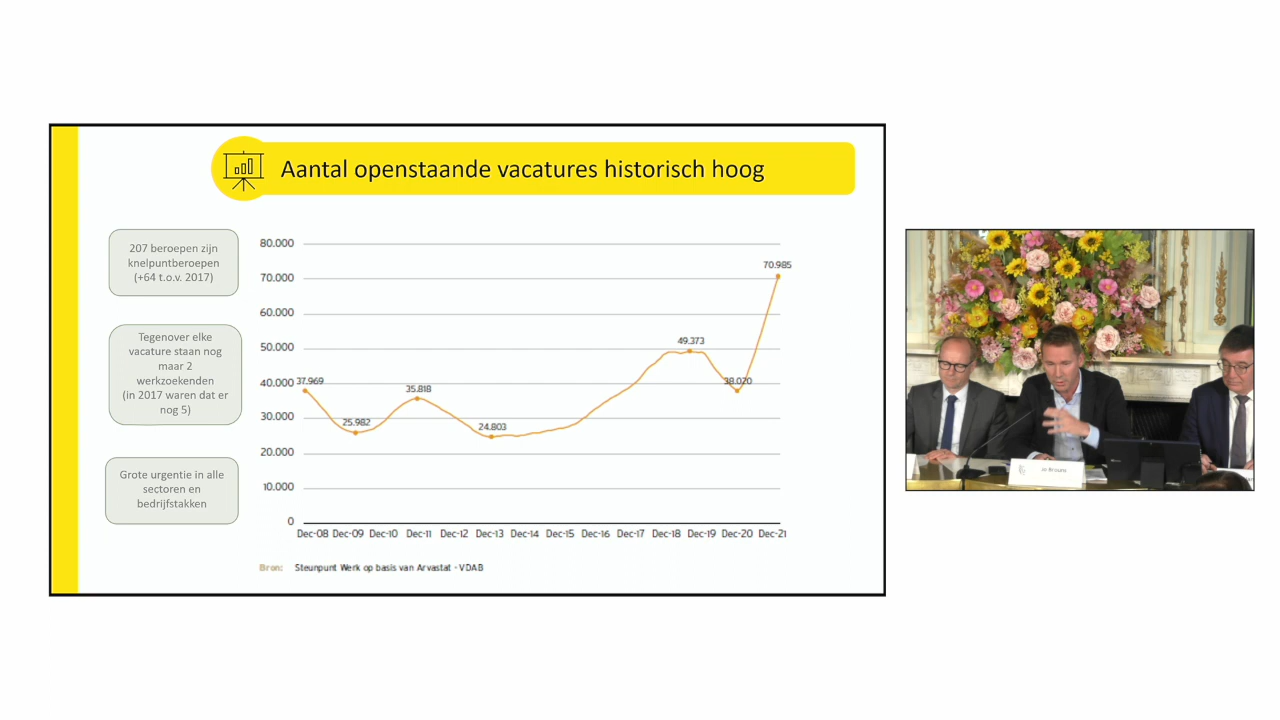 Aantal openstaande vacatures historisch hoog
207 beroepen zijn
knelpuntberoepen
(+64 t.o.v. 2017)
Tegenover elke
vacature staan nog
maar 2
werkzoekenden
(in 2017 waren dat er
nog 5)
Grote urgentie in alle
sectoren en
bedrijfstakken
80.000
70.000
60.000
50.000
40.000
30.000
20.000
10.000
0
37.969
25.982
35.818
24.803
49.373
38.020
70.985
Dec-08 Dec-09 Dec-10 Dec-11 Dec-12 Dec-13 Dec-14 Dec-15 Dec-16 Dec-17 Dec-18 Dec-19 Dec-20 Dec-21
Bron: Steunpunt Werk op basis van Arvastat - VDAB
Jo Brouns